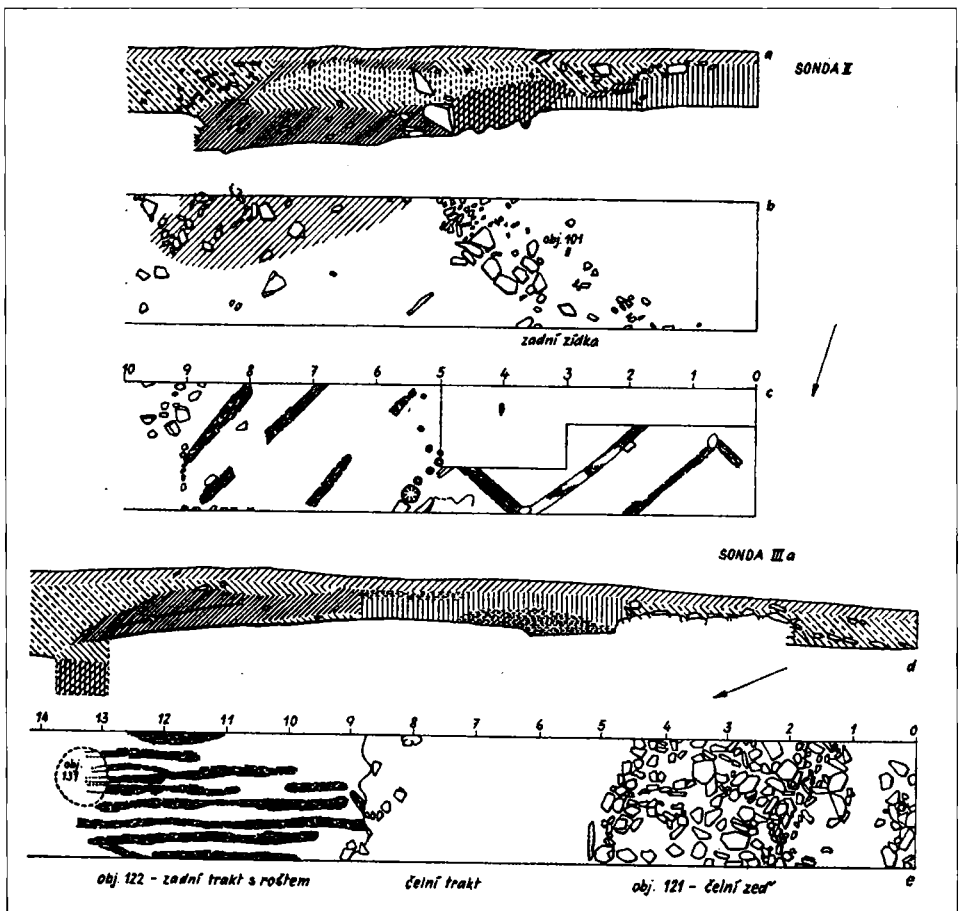 a
SONDA II
b
obj. 101
zadní zídka
10 9 8 7 6 5 4 3 2 1 0
c
SONDA III a
d
14 13 12 11 10 9 8 7 6 5 4 3 2 1 0
obj.
131
e
obj. 122 - zadní trakt s roštem čelní trakt obj. 121 - čelní zeď